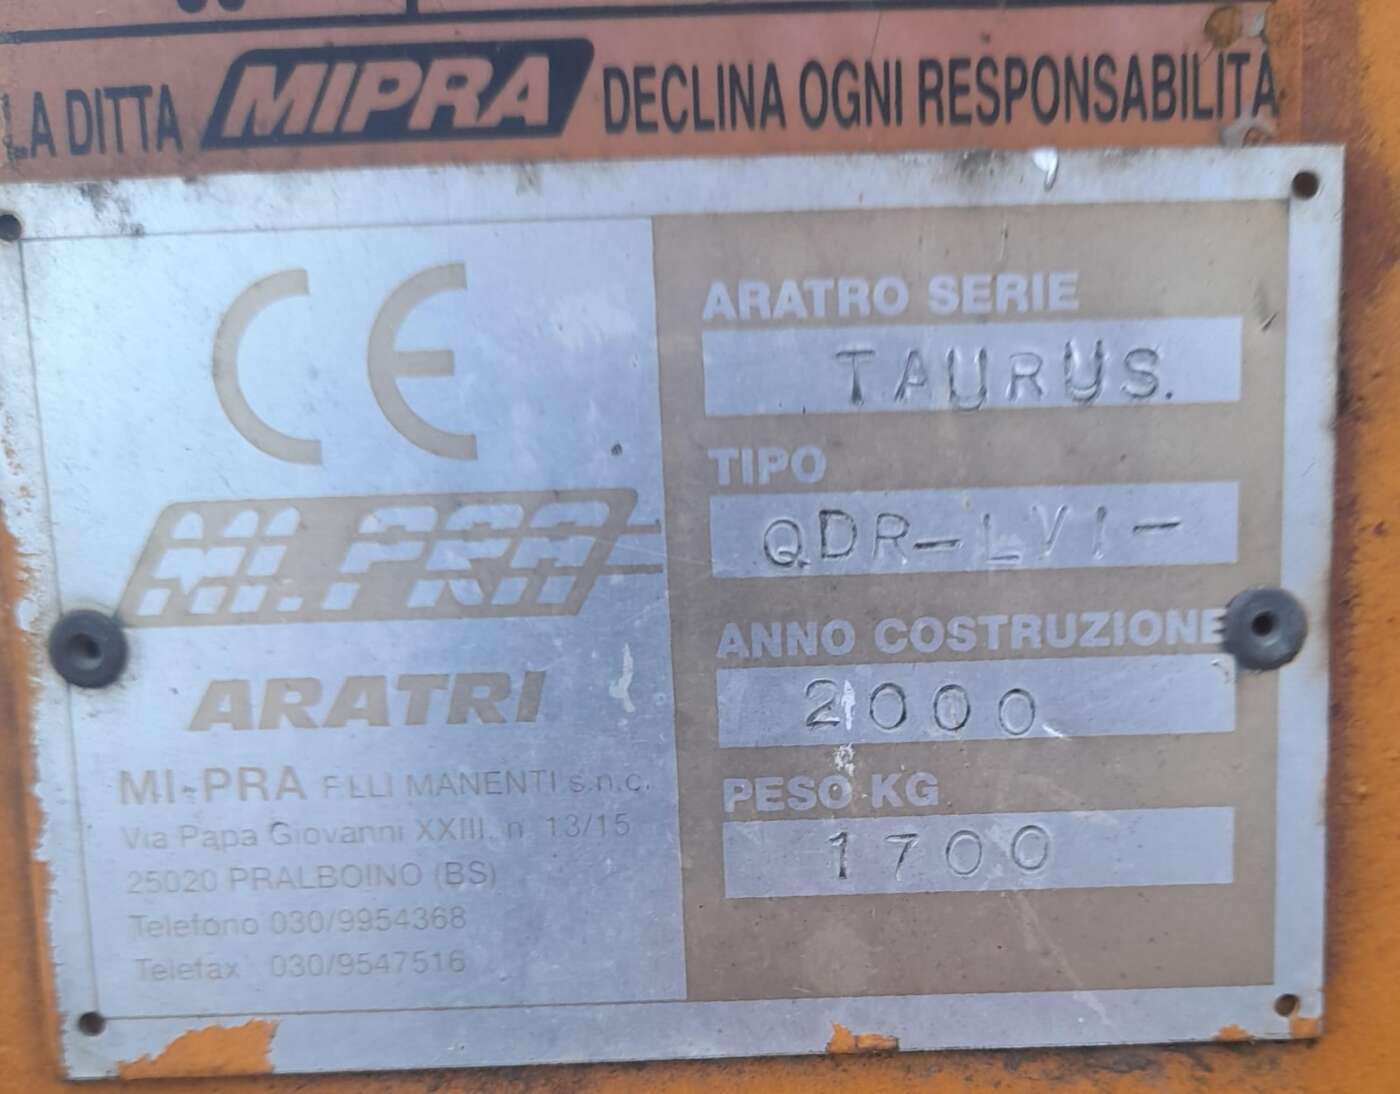 LA DITTA MIPRA DECLINA OGNI RESPONSABILITÀ
CE
MI.PRA
ARATRI
MI-PRA F.LLI MANENTI s.n.c.
Via Papa Giovanni XXIII, n. 13/15
25020 PRALBOINO (BS)
Telefono 030/9954368
Telefax 030/9547516
ARATRO SERIE
TAURUS.
TIPO
QDR-LVI-
ANNO COSTRUZIONE
2000
PESO KG
1700